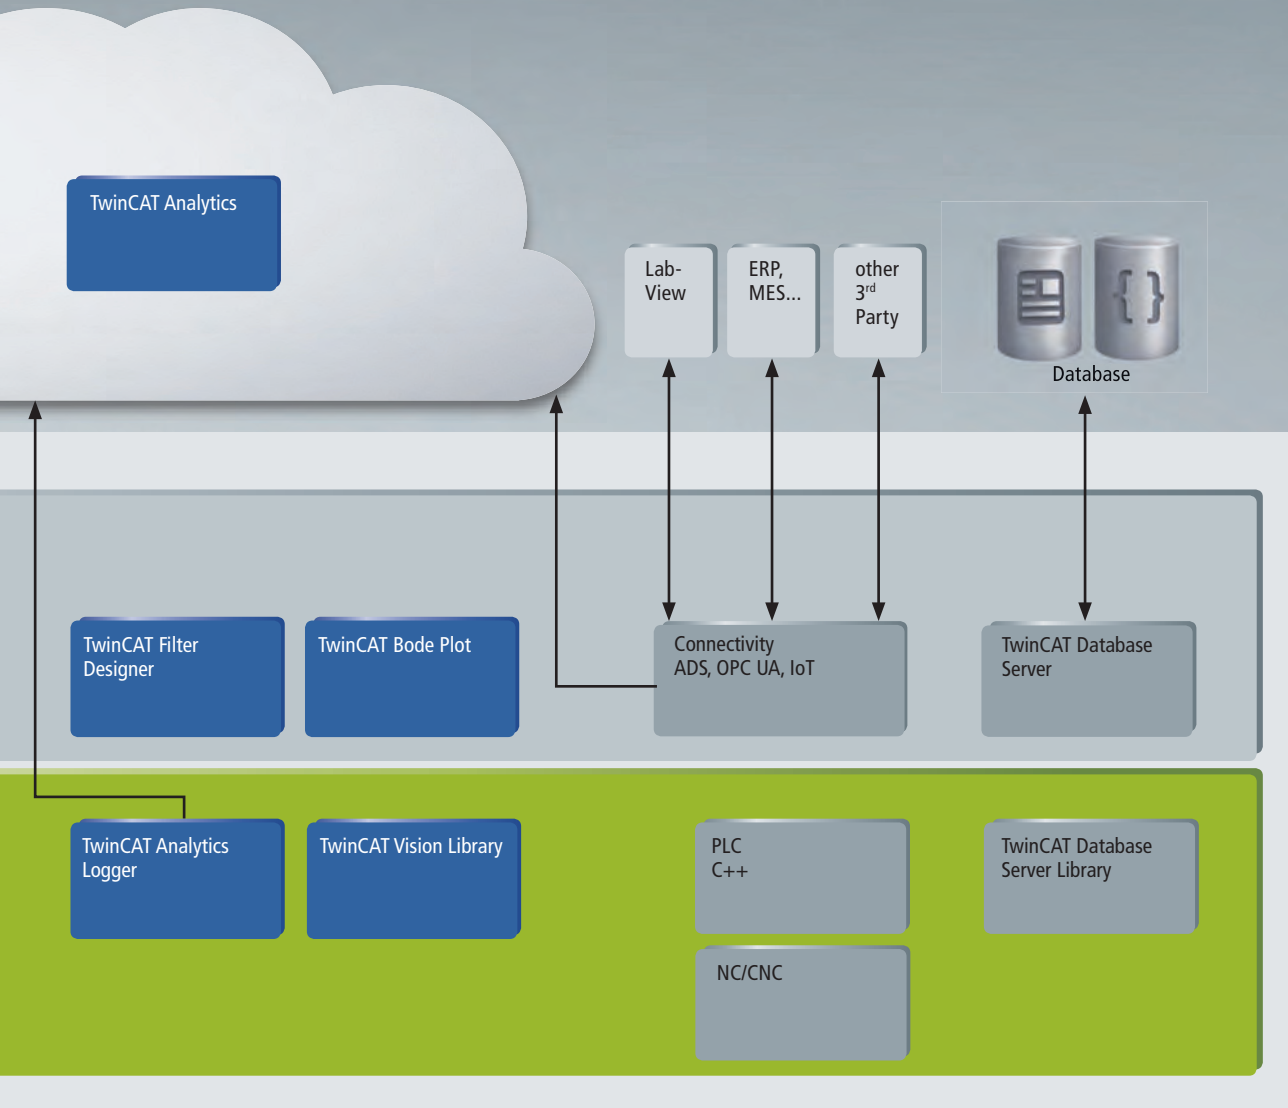 TwinCAT Analytics
Lab-
View
ERP,
MES...
other
3rd
Party
Database
TwinCAT Filter
Designer
TwinCAT Bode Plot
Connectivity
ADS, OPC UA, IoT
TwinCAT Database
Server
TwinCAT Analytics
Logger
TwinCAT Vision Library
PLC
C++
TwinCAT Database
Server Library
NC/CNC